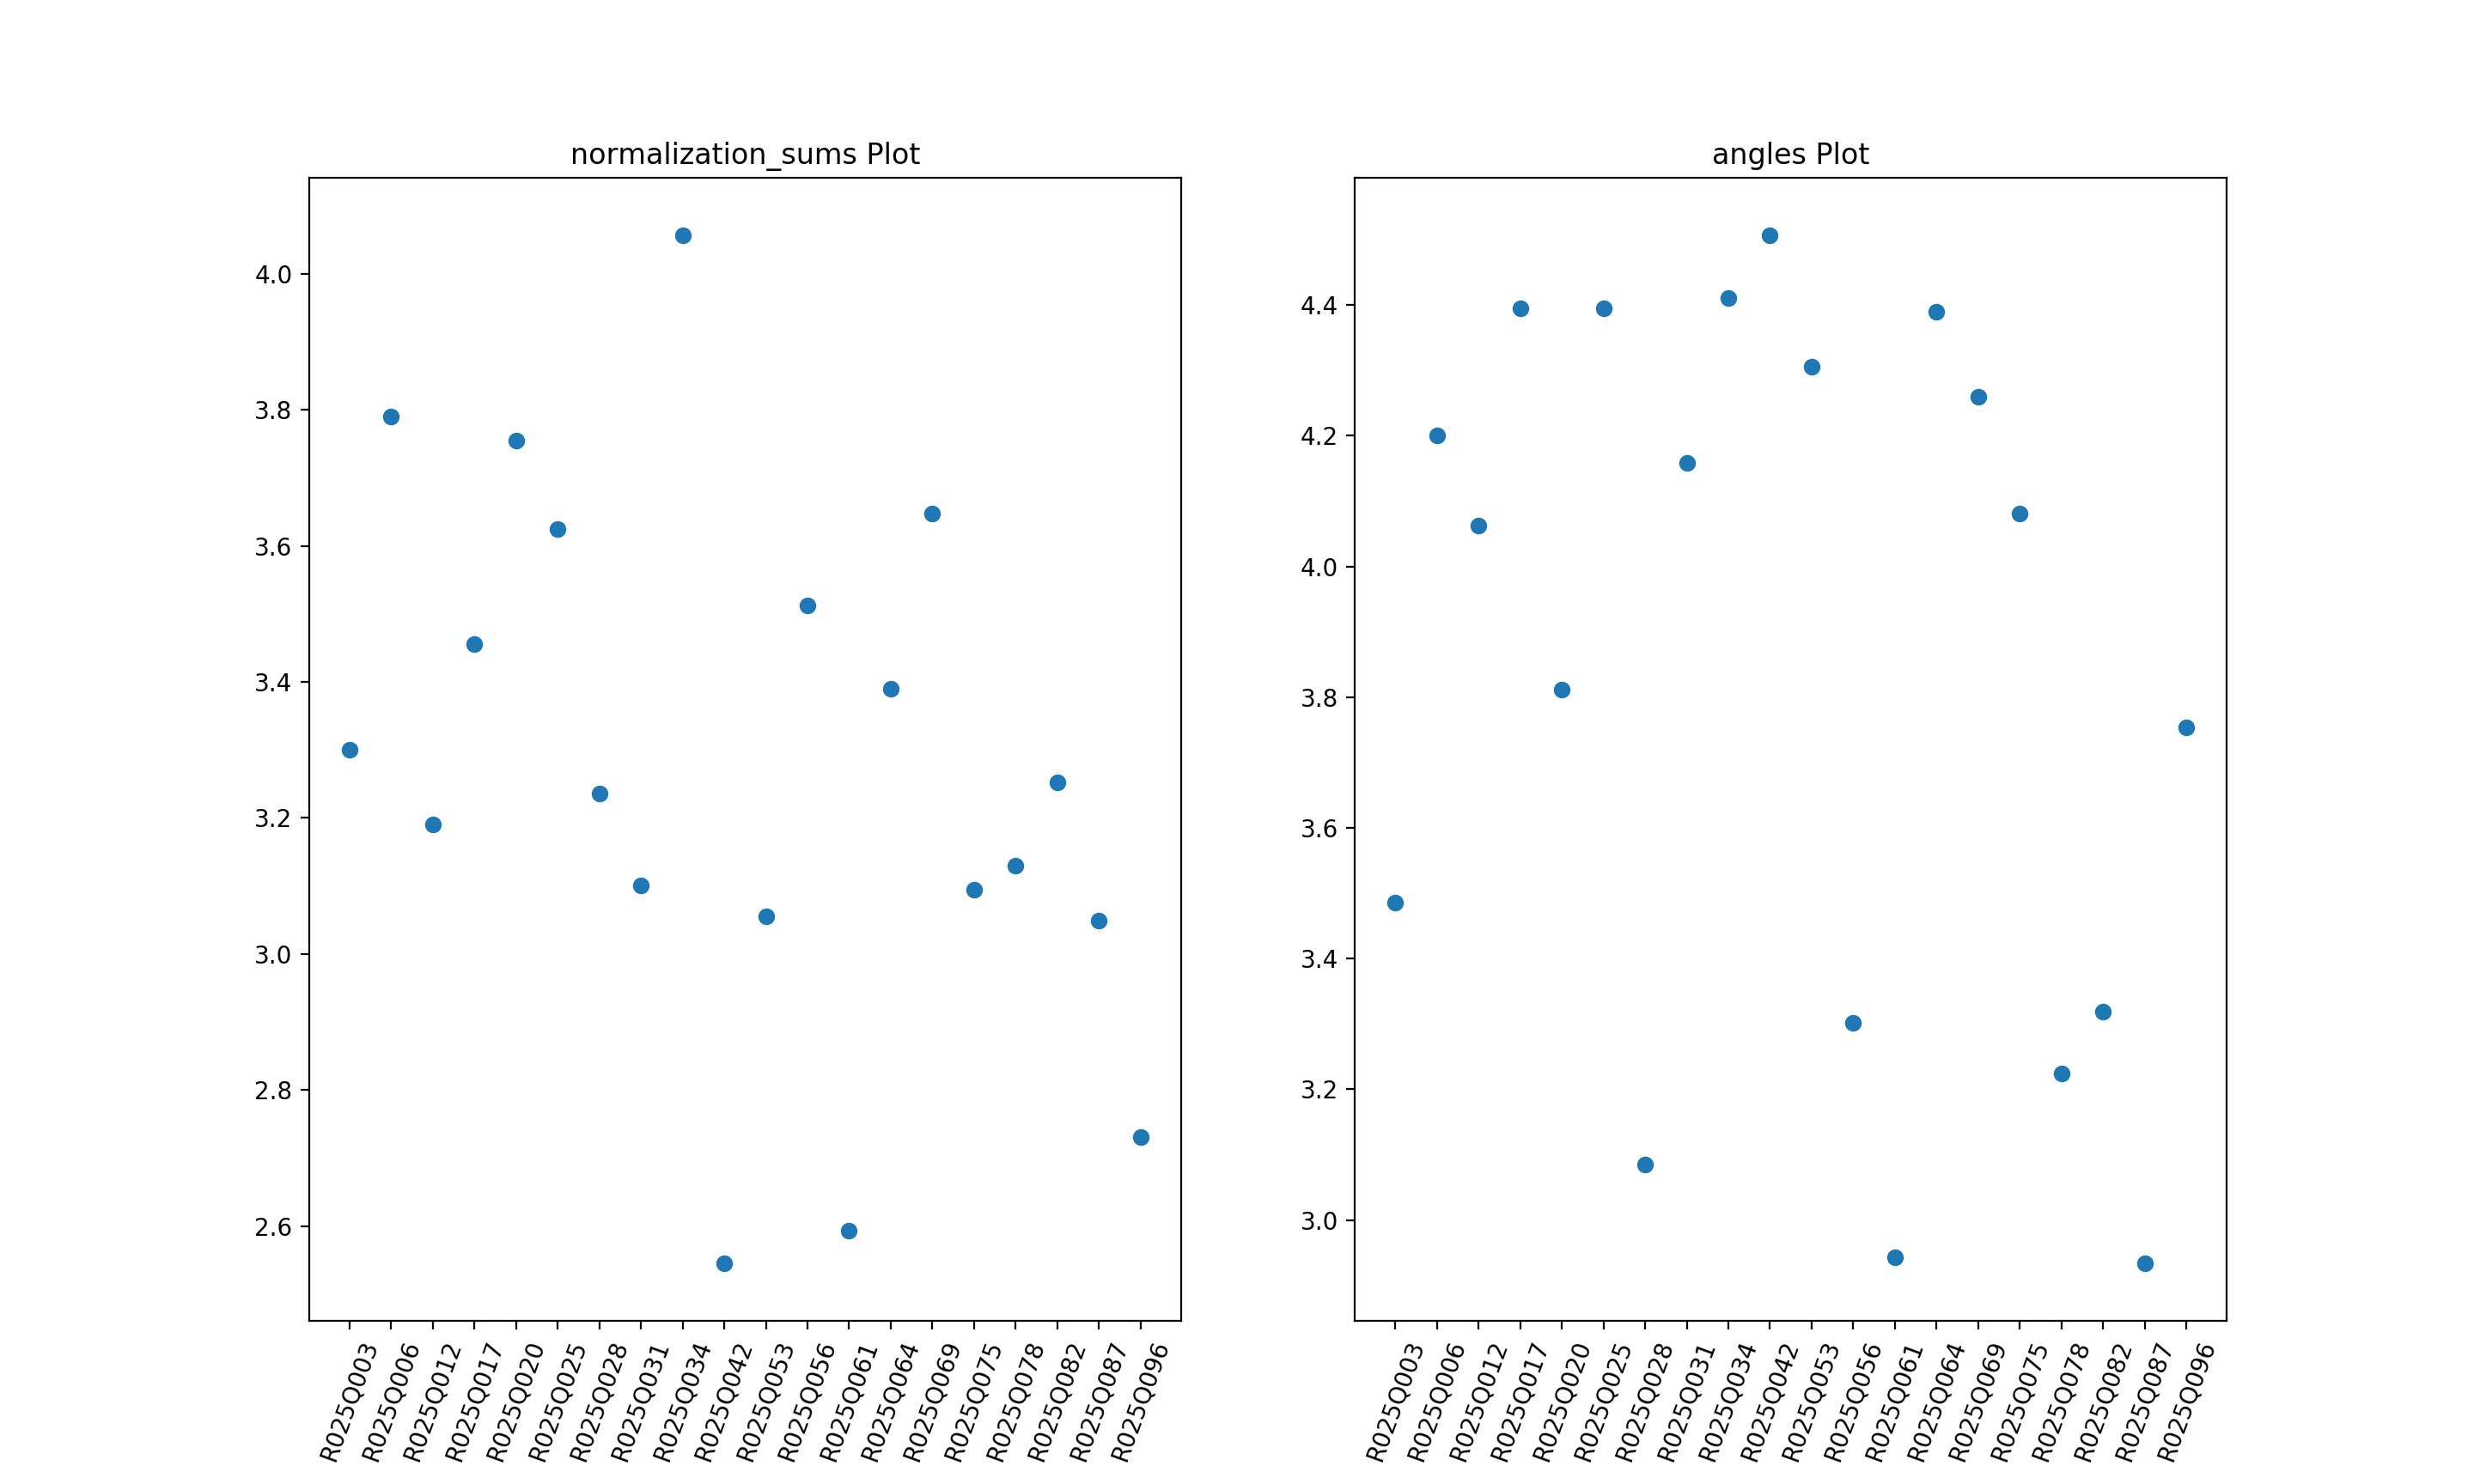 normalization_sums Plot
4.0
3.8
3.6
3.4
3.2
3.0
2.8
2.6
R025Q003
R025Q006
R025Q012
R025Q017
R025Q020
R025Q025
R025Q028
R025Q031
R025Q034
R025Q042
R025Q053
R025Q056
R025Q061
R025Q064
R025Q069
R025Q075
R025Q078
R025Q082
R025Q087
R025Q096
angles Plot
4.4
4.2
4.0
3.8
3.6
3.4
3.2
3.0
R025Q003
R025Q006
R025Q012
R025Q017
R025Q020
R025Q025
R025Q028
R025Q031
R025Q034
R025Q042
R025Q053
R025Q056
R025Q061
R025Q064
R025Q069
R025Q075
R025Q078
R025Q082
R025Q087
R025Q096